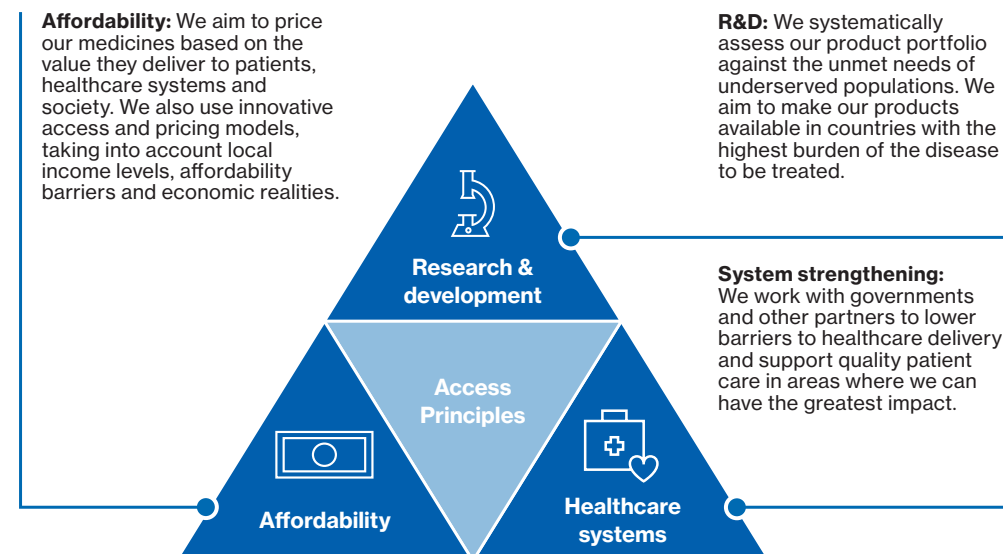 Affordability: We aim to price
our medicines based on the
value they deliver to patients,
healthcare systems and
society. We also use innovative
access and pricing models,
taking into account local
income levels, affordability
barriers and economic realities.
R&D: We systematically
assess our product portfolio
against the unmet needs of
underserved populations. We
aim to make our products
available in countries with the
highest burden of the disease
to be treated.
System strengthening:
We work with governments
and other partners to lower
barriers to healthcare delivery
and support quality patient
care in areas where we can
have the greatest impact.
Research &
development
Access
Principles
Affordability
Healthcare
systems